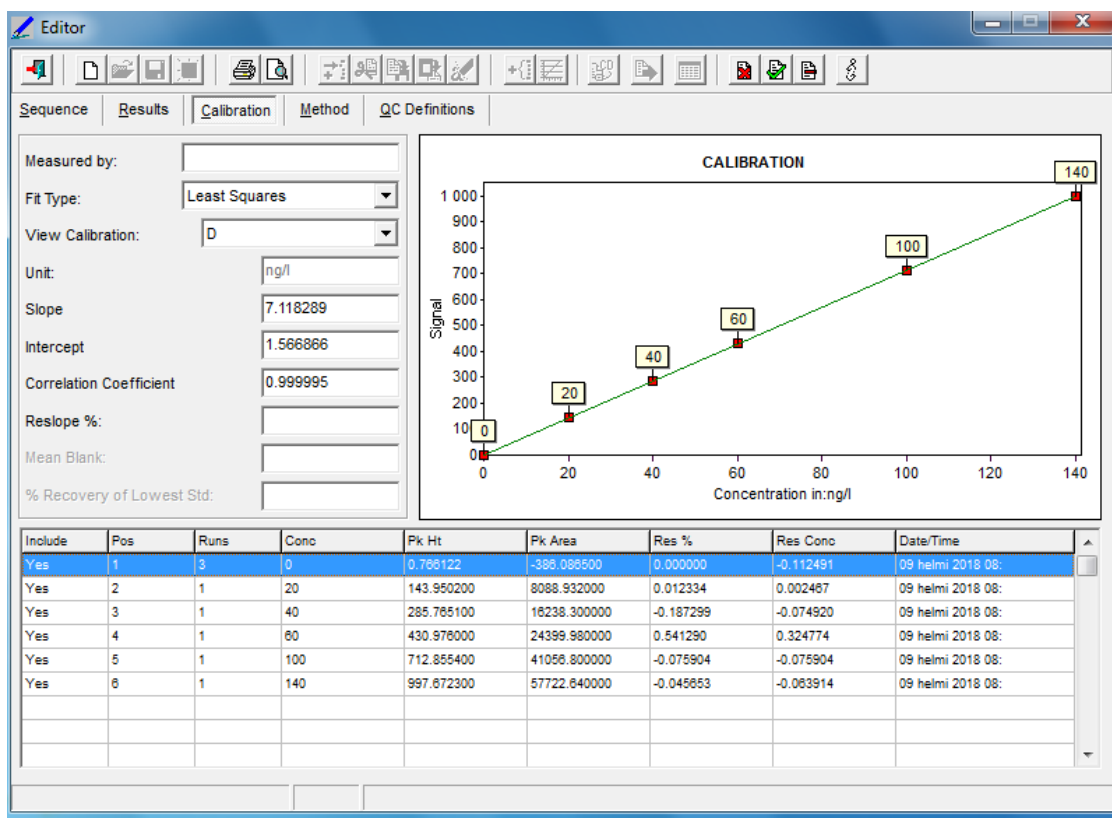 Editor
Sequence Results Calibration Method QC Definitions
Measured by:
Fit Type: Least Squares
View Calibration: D
Unit: ng/l
Slope 7.118289
Intercept 1.566866
Correlation Coefficient 0.999995
Reslope %:
Mean Blank:
% Recovery of Lowest Std:
CALIBRATION
Signal
1 000
900
800
700
600
500
400
300
200
10
0
0 20 40 60 100 140
0 20 40 60 80 100 120 140
Concentration in:ng/l
Include Pos Runs Conc Pk Ht Pk Area Res % Res Conc Date/Time
Yes 1 3 0 0.766122 -386.086500 0.000000 -0.112491 09 helmi 2018 08:
Yes 2 1 20 143.950200 8088.932000 0.012334 0.002467 09 helmi 2018 08:
Yes 3 1 40 285.765100 16238.300000 -0.187299 -0.074920 09 helmi 2018 08:
Yes 4 1 60 430.976000 24399.980000 0.541290 0.324774 09 helmi 2018 08:
Yes 5 1 100 712.855400 41056.800000 -0.075904 -0.075904 09 helmi 2018 08:
Yes 6 1 140 997.672300 57722.640000 -0.045653 -0.063914 09 helmi 2018 08: